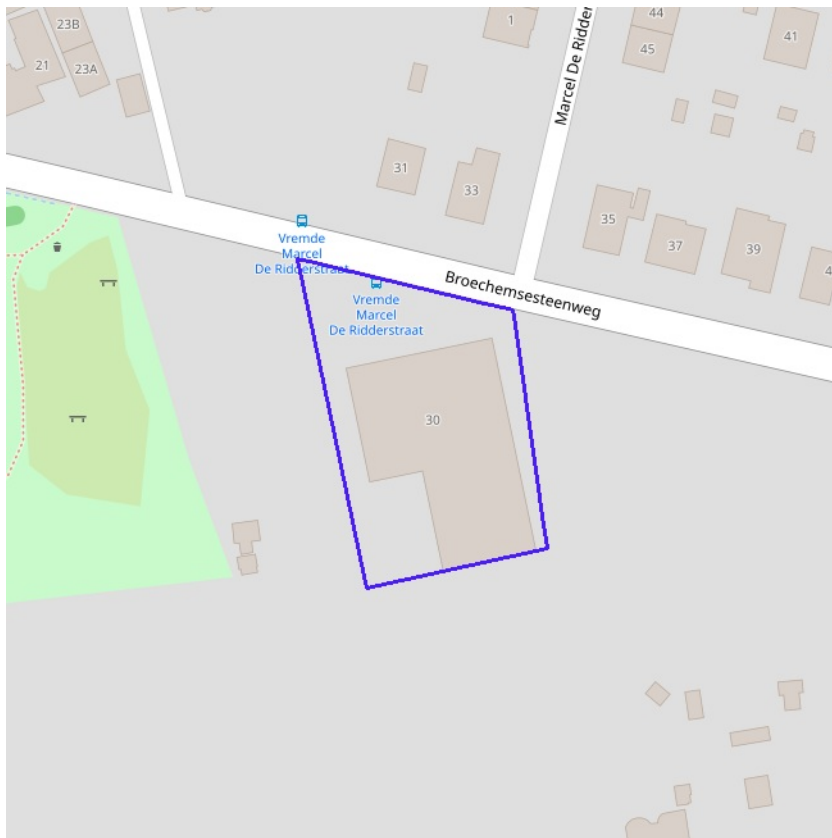 23B
1
44
21
23A
45
41
Marcel De Ridder
31
33
35
37
39
4
Vremde
Marcel
De Ridderstraat
Broechemsesteenweg
Vremde
Marcel
De Ridderstraat
30